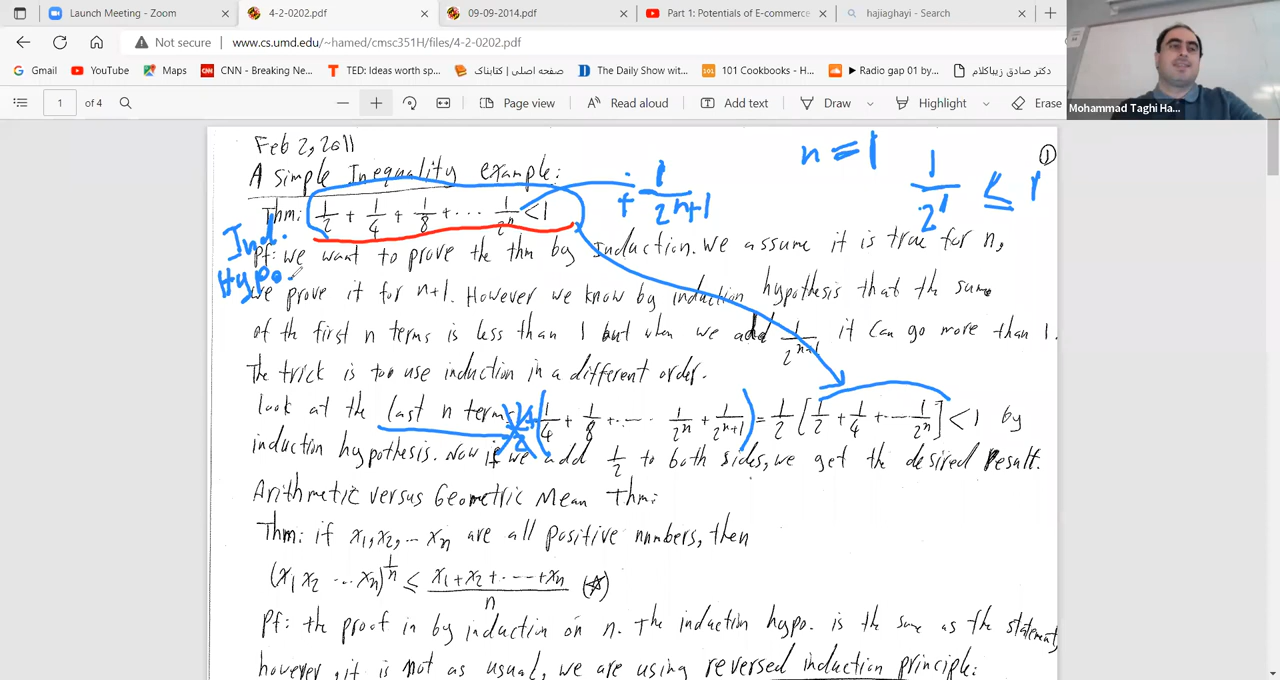 Launch Meeting - Zoom
4-2-0202.pdf
09-09-2014.pdf
Part 1: Potentials of E-commerce
hajiaghayi - Search
Not secure | www.cs.umd.edu/~hamed/cmsc351H/files/4-2-0202.pdf
Gmail YouTube Maps CNN - Breaking Ne... TED: Ideas worth sp... صفحه اصلی | کتابناک The Daily Show wit... 101 Cookbooks - H... ▶ Radio gap 01 by... دکتر صادق زیباکلام
1 of 4 Page view Read aloud Add text Draw Highlight Erase
Mohammad Taghi Ha...
Feb 2, 2011
n = 1
1/2^1 ≤ 1
①
A simple Inequality example:
+ 1/2^{n+1}
Thm: 1/2 + 1/4 + 1/8 + ... 1/2^n < 1
Ind.
Hypo.
Pf: we want to prove the thm by Induction. We assume it is true for n,
we prove it for n+1. However we know by induction hypothesis that the sum
of the first n terms is less than 1 but when we add 1/2^{n+1} it can go more than 1.
The trick is too use induction in a different order.
Look at the last n terms 1/4 + 1/8 + ... 1/2^n + 1/2^{n+1} = 1/2 [1/2 + 1/4 + ... 1/2^n] < 1 by
induction hypothesis. Now if we add 1/2 to both sides, we get the desired result.
Arithmetic versus Geometric Mean Thm:
Thm: if x1, x2, ... xn are all positive numbers, then
(x1 x2 ... xn)^{1/n} ≤ (x1 + x2 + ... + xn)/n (*)
Pf: the proof in by induction on n. The induction hypo. is the same as the statement
however, it is not as usual, we are using reversed induction principle: